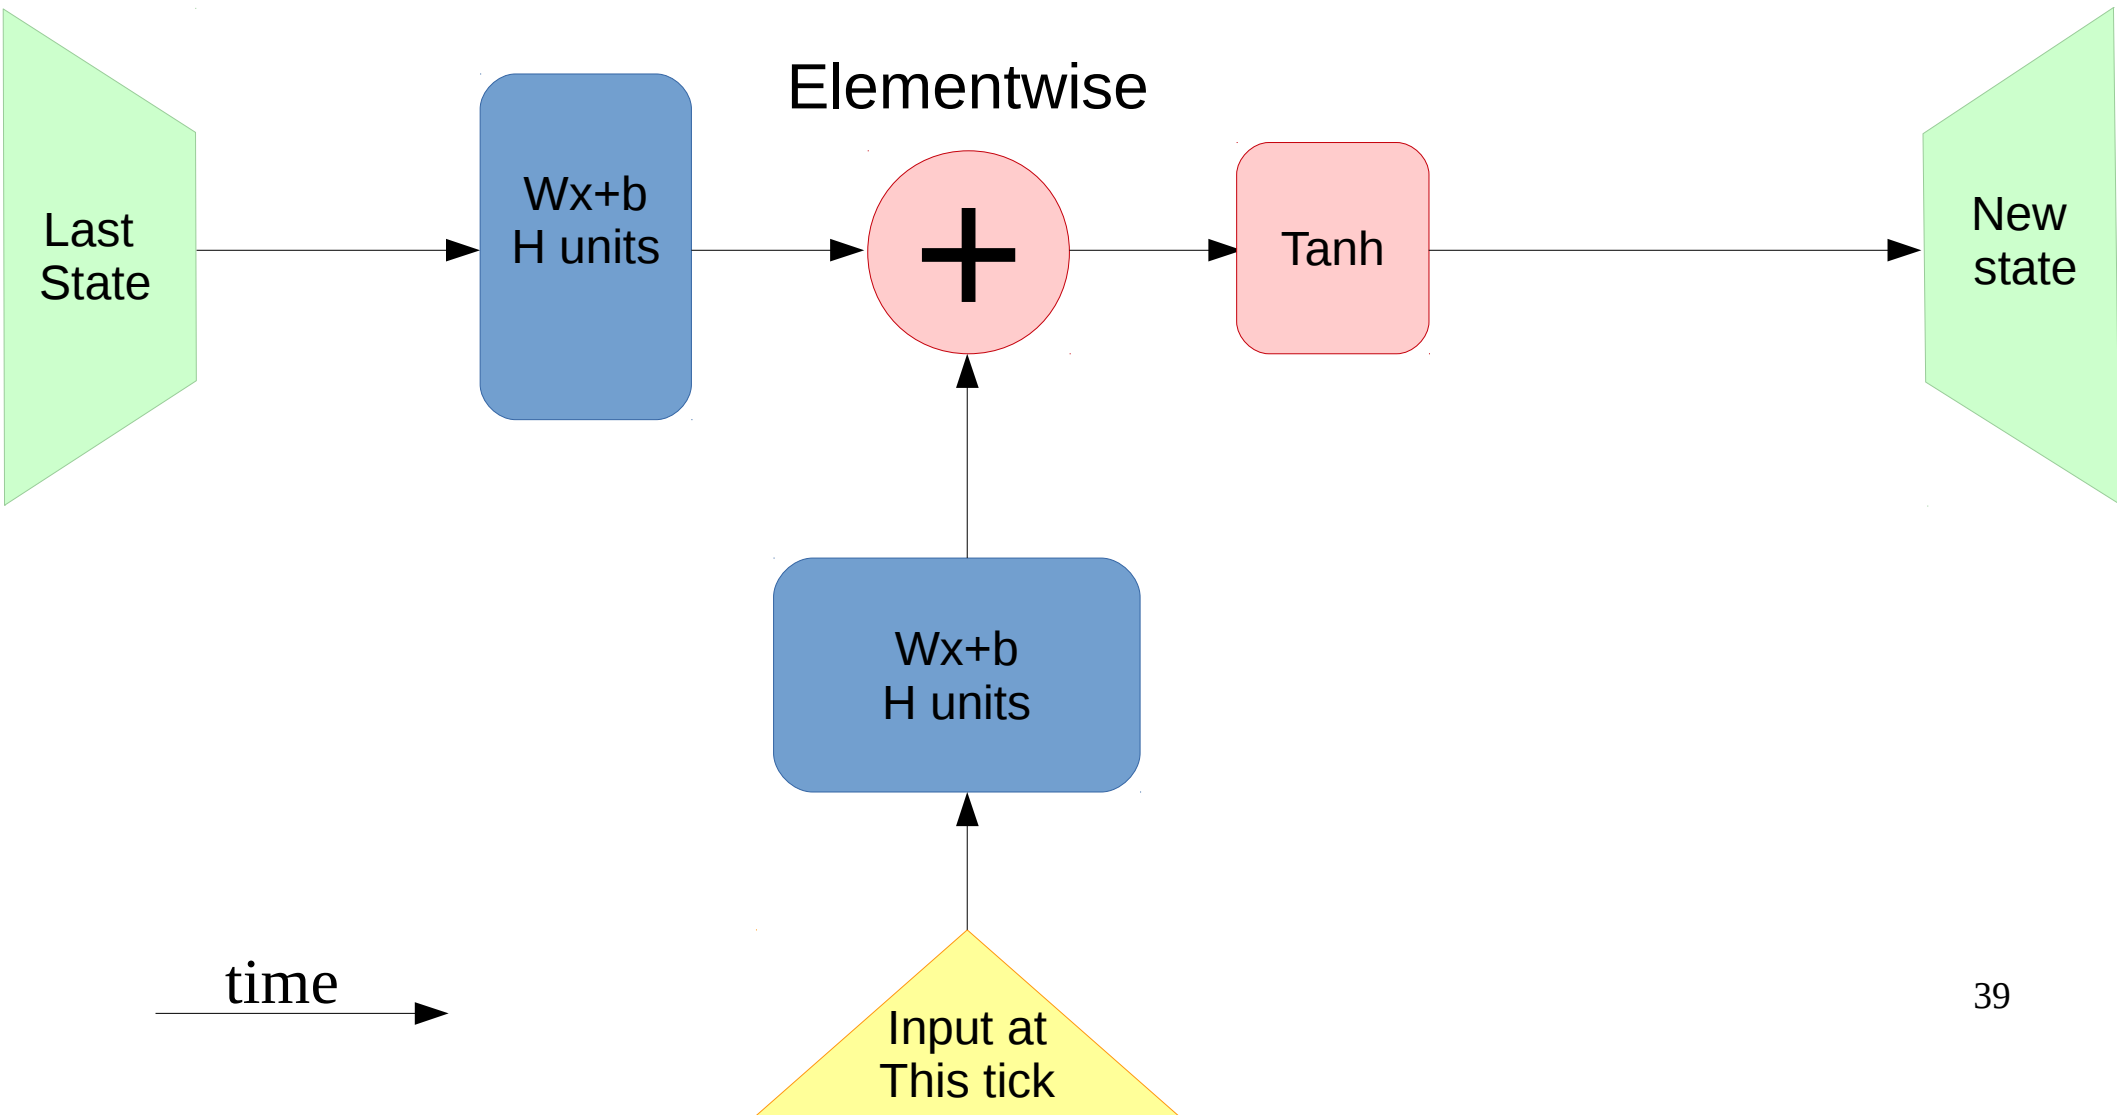 Elementwise
Last
State
Wx+b
H units
+
Tanh
New
state
Wx+b
H units
time
Input at
This tick
39